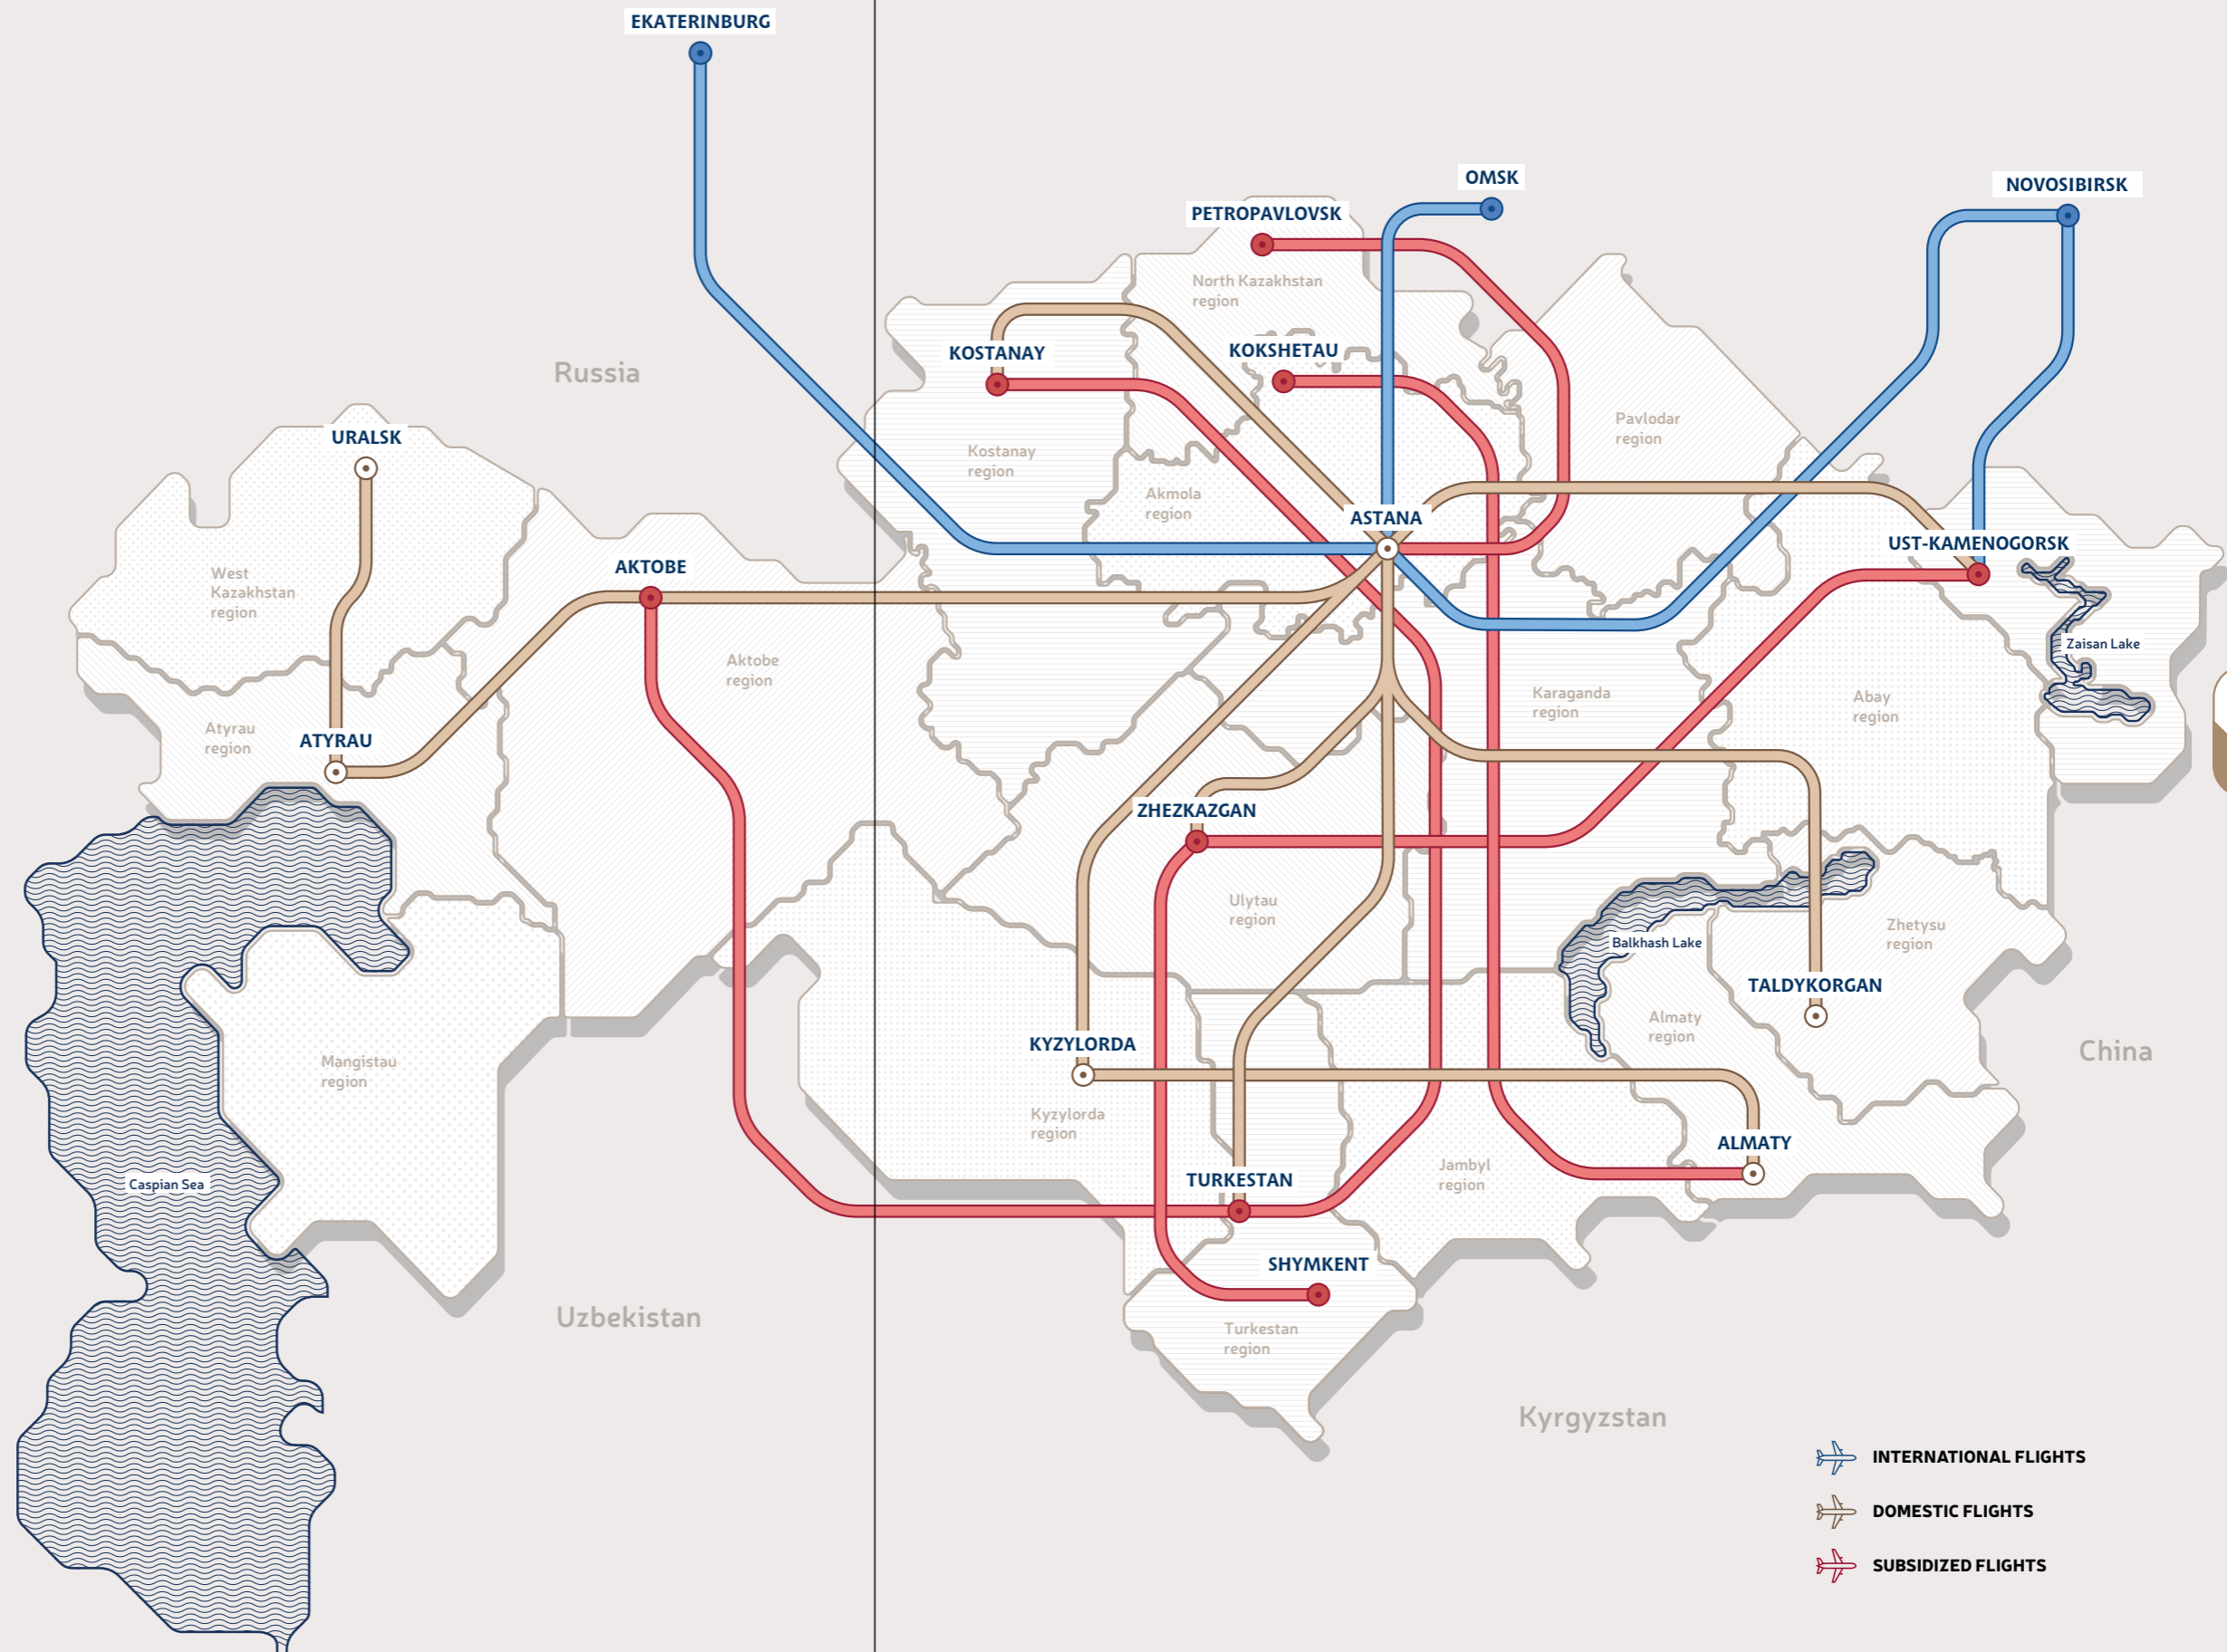 EKATERINBURG
OMSK
NOVOSIBIRSK
PETROPAVLOVSK
North Kazakhstan
region
KOSTANAY
KOKSHETAU
Russia
Pavlodar
region
URALSK
Kostanay
region
Akmola
region
ASTANA
UST-KAMENOGORSK
AKTOBE
West
Kazakhstan
region
Zaisan Lake
Aktobe
region
Karaganda
region
Abay
region
Atyrau
region
ATYRAU
ZHEZKAZGAN
Ulytau
region
Zhetysu
region
Balkhash Lake
TALDYKORGAN
Almaty
region
KYZYLORDA
China
Mangistau
region
Kyzylorda
region
ALMATY
Jambyl
region
TURKESTAN
Caspian Sea
SHYMKENT
Uzbekistan
Turkestan
region
Kyrgyzstan
INTERNATIONAL FLIGHTS
DOMESTIC FLIGHTS
SUBSIDIZED FLIGHTS